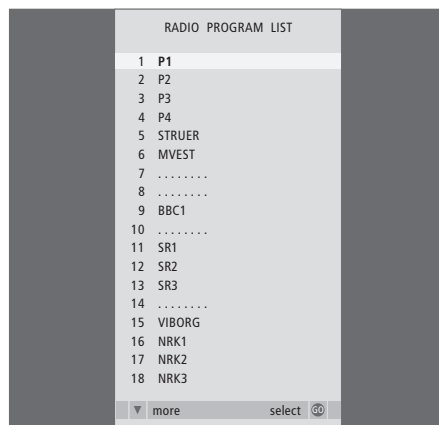 RADIO PROGRAM LIST
1 P1
2 P2
3 P3
4 P4
5 STRUER
6 MVEST
7 ........
8 ........
9 BBC1
10 ........
11 SR1
12 SR2
13 SR3
14 ........
15 VIBORG
16 NRK1
17 NRK2
18 NRK3
▼ more select GO